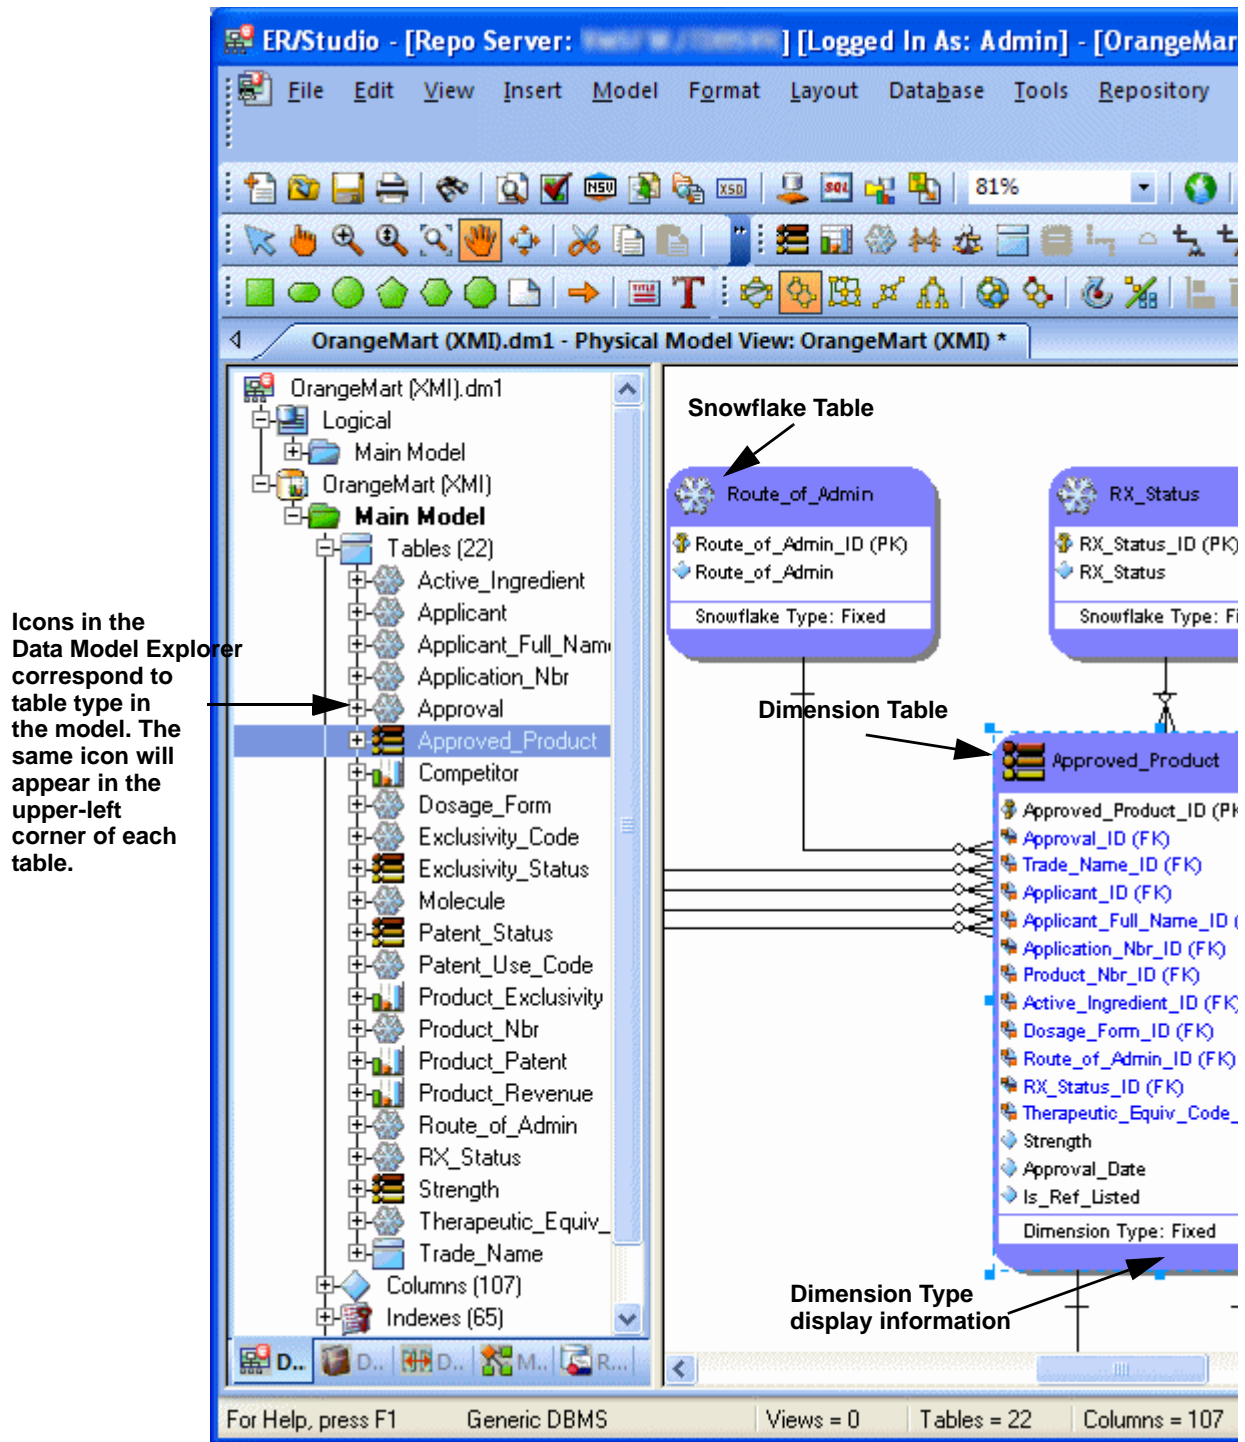 ER/Studio - [Repo Server: ] [Logged In As: Admin] - [OrangeMar
File Edit View Insert Model Format Layout Database Tools Repository
NSV XSD SQL 81%
TITLE T
OrangeMart (XMI).dm1 - Physical Model View: OrangeMart (XMI) *
OrangeMart (XMI).dm1
Logical
Main Model
OrangeMart (XMI)
Main Model
Tables (22)
Active_Ingredient
Applicant
Applicant_Full_Nam
Application_Nbr
Approval
Approved_Product
Competitor
Dosage_Form
Exclusivity_Code
Exclusivity_Status
Molecule
Patent_Status
Patent_Use_Code
Product_Exclusivity
Product_Nbr
Product_Patent
Product_Revenue
Route_of_Admin
RX_Status
Strength
Therapeutic_Equiv_
Trade_Name
Columns (107)
Indexes (65)
D... D.. D.. M.. R...
Icons in the
Data Model Explorer
correspond to
table type in
the model. The
same icon will
appear in the
upper-left
corner of each
table.
Snowflake Table
Route_of_Admin
Route_of_Admin_ID (PK)
Route_of_Admin
Snowflake Type: Fixed
RX_Status
RX_Status_ID (PK)
RX_Status
Snowflake Type: Fi
Dimension Table
Approved_Product
Approved_Product_ID (PK
Approval_ID (FK)
Trade_Name_ID (FK)
Applicant_ID (FK)
Applicant_Full_Name_ID (
Application_Nbr_ID (FK)
Product_Nbr_ID (FK)
Active_Ingredient_ID (FK)
Dosage_Form_ID (FK)
Route_of_Admin_ID (FK)
RX_Status_ID (FK)
Therapeutic_Equiv_Code_
Strength
Approval_Date
Is_Ref_Listed
Dimension Type: Fixed
Dimension Type
display information
For Help, press F1 Generic DBMS Views = 0 Tables = 22 Columns = 107